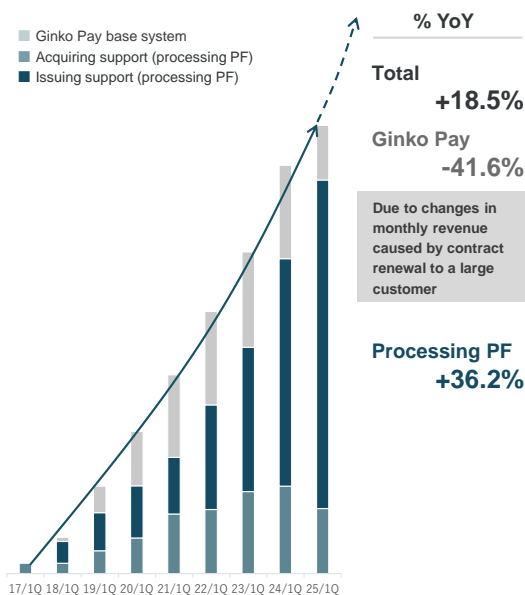 Ginko Pay base system
Acquiring support (processing PF)
Issuing support (processing PF)
% YoY
Total
+18.5%
Ginko Pay
-41.6%
Due to changes in
monthly revenue
caused by contract
renewal to a large
customer
Processing PF
+36.2%
17/1Q 18/1Q 19/1Q 20/1Q 21/1Q 22/1Q 23/1Q 24/1Q 25/1Q